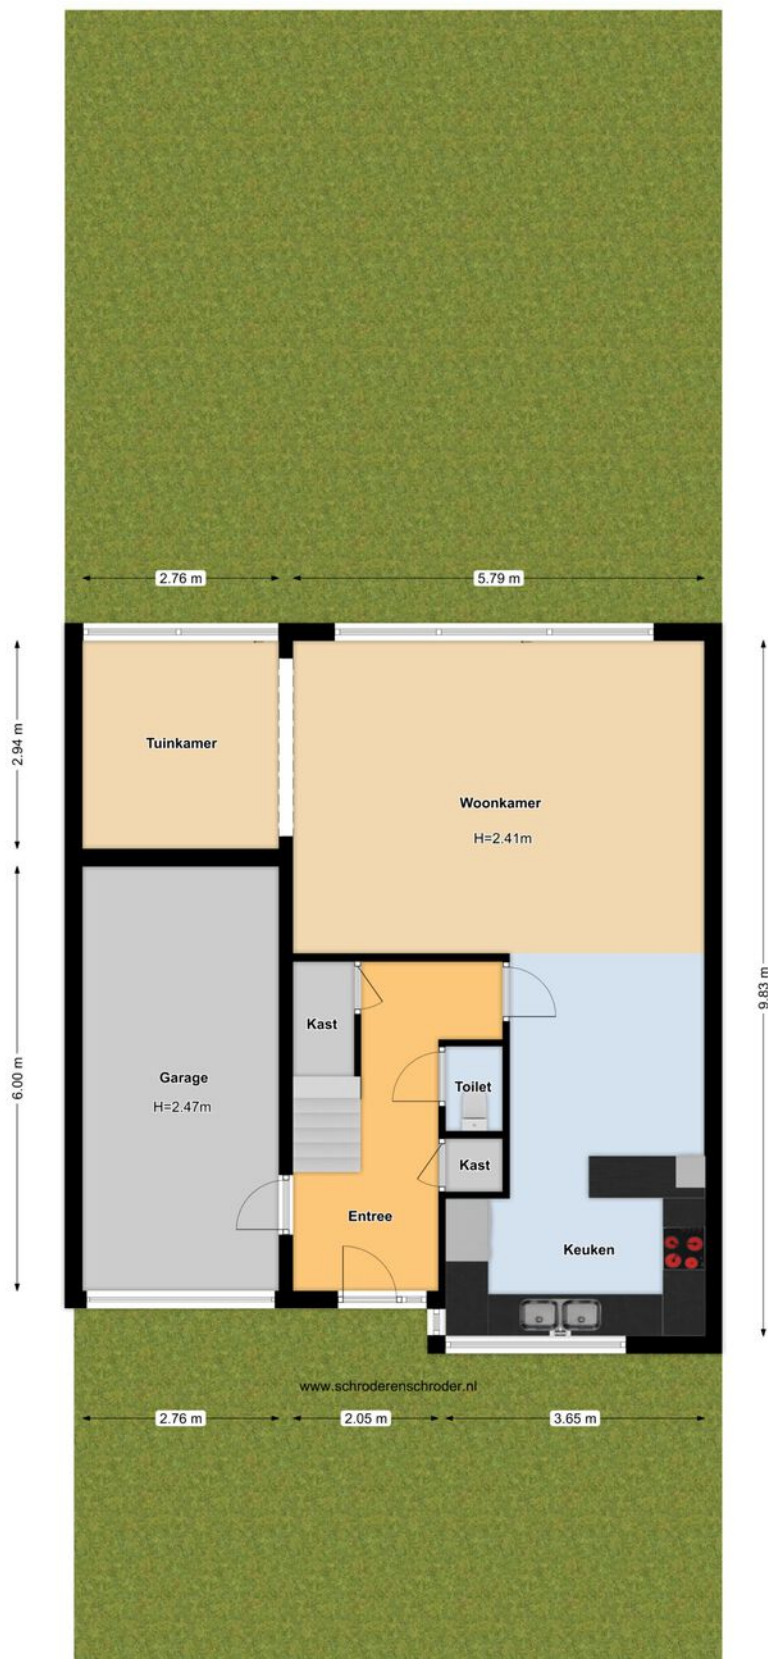 2.76 m
5.79 m
2.94 m
Tuinkamer
Woonkamer
H=2.41m
9.83 m
6.00 m
Kast
Garage
H=2.47m
Toilet
Kast
Entree
Keuken
www.schroderenschroder.nl
2.76 m
2.05 m
3.65 m